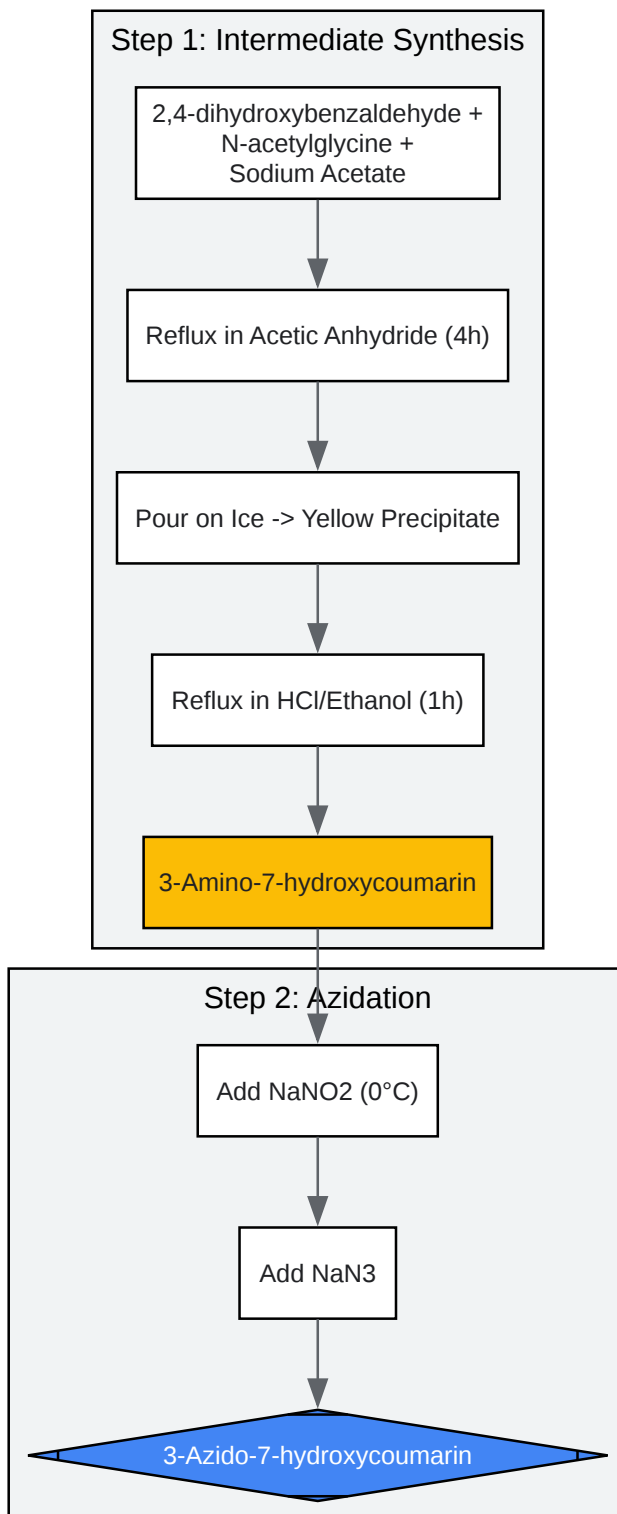 Step 1: Intermediate Synthesis
2,4-dihydroxybenzaldehyde +
N-acetylglycine +
Sodium Acetate
Reflux in Acetic Anhydride (4h)
Pour on Ice -> Yellow Precipitate
Reflux in HCl/Ethanol (1h)
3-Amino-7-hydroxycoumarin
Step 2: Azidation
Add NaNO2 (0°C)
Add NaN3
3-Azido-7-hydroxycoumarin